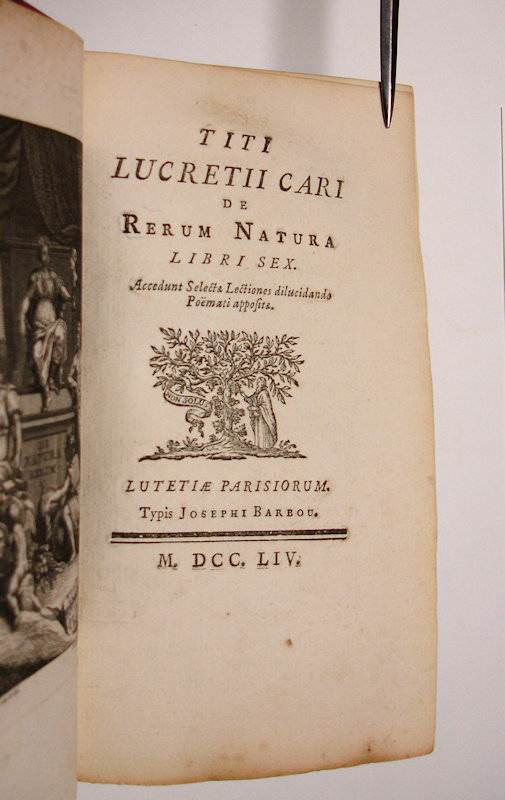 TITI
LUCRETII CARI
DE
RERUM NATURA
LIBRI SEX.
Accedunt Selectæ Lectiones dilucidando
Poëmati appositæ.
NON SOLUS
LUTETIÆ PARISIORUM.
Typis JOSEPHI BARBOU.
M. DCC. LIV.